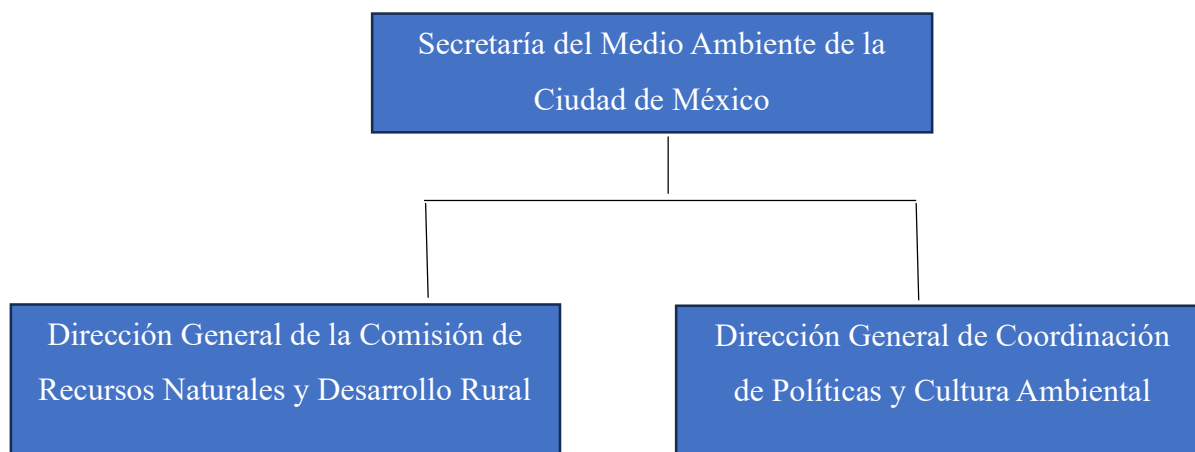 Secretaría del Medio Ambiente de la
Ciudad de México
Dirección General de la Comisión de
Recursos Naturales y Desarrollo Rural
Dirección General de Coordinación
de Políticas y Cultura Ambiental